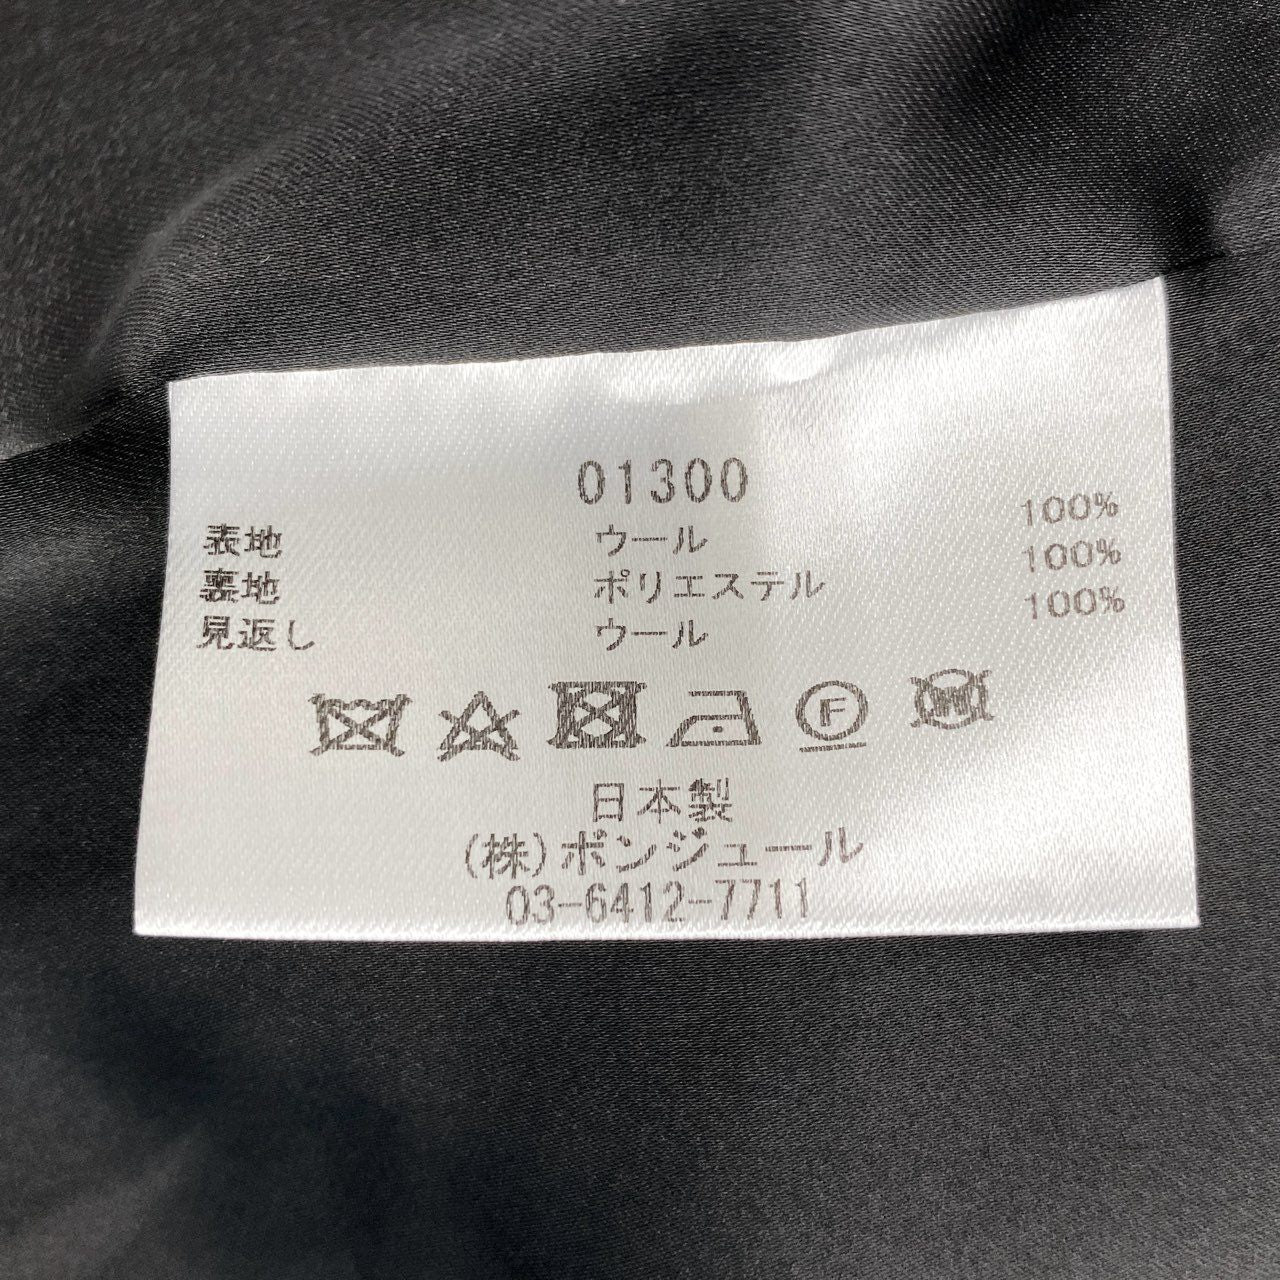 01300
表地 ウール 100%
裏地 ポリエステル 100%
見返し ウール 100%
F W
日本製
(株)ボンジュール
03-6412-7711